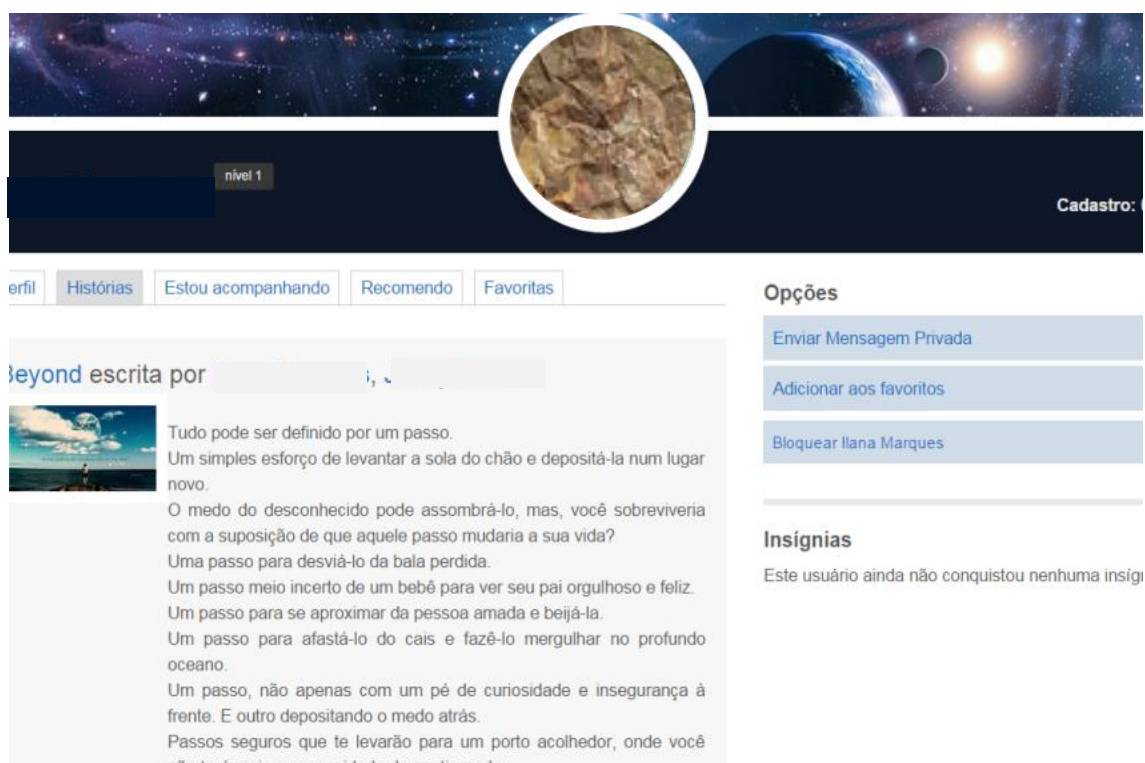 nível 1
Cadastro:
Histórias
Estou acompanhando
Recomendo
Favoritas
Beyond escrita por
Tudo pode ser definido por um passo.
Um simples esforço de levantar a sola do chão e depositá-la num lugar
novo.
O medo do desconhecido pode assombrá-lo, mas, você sobreviveria
com a suposição de que aquele passo mudaria a sua vida?
Uma passo para desviá-lo da bala perdida.
Um passo meio incerto de um bebê para ver seu pai orgulhoso e feliz.
Um passo para se aproximar da pessoa amada e beijá-la.
Um passo para afastá-lo do cais e fazê-lo mergulhar no profundo
oceano.
Um passo, não apenas com um pé de curiosidade e insegurança à
frente. E outro depositando o medo atrás.
Passos seguros que te levarão para um porto acolhedor, onde você
Opções
Enviar Mensagem Privada
Adicionar aos favoritos
Bloquear Ilana Marques
Insígnias
Este usuário ainda não conquistou nenhuma